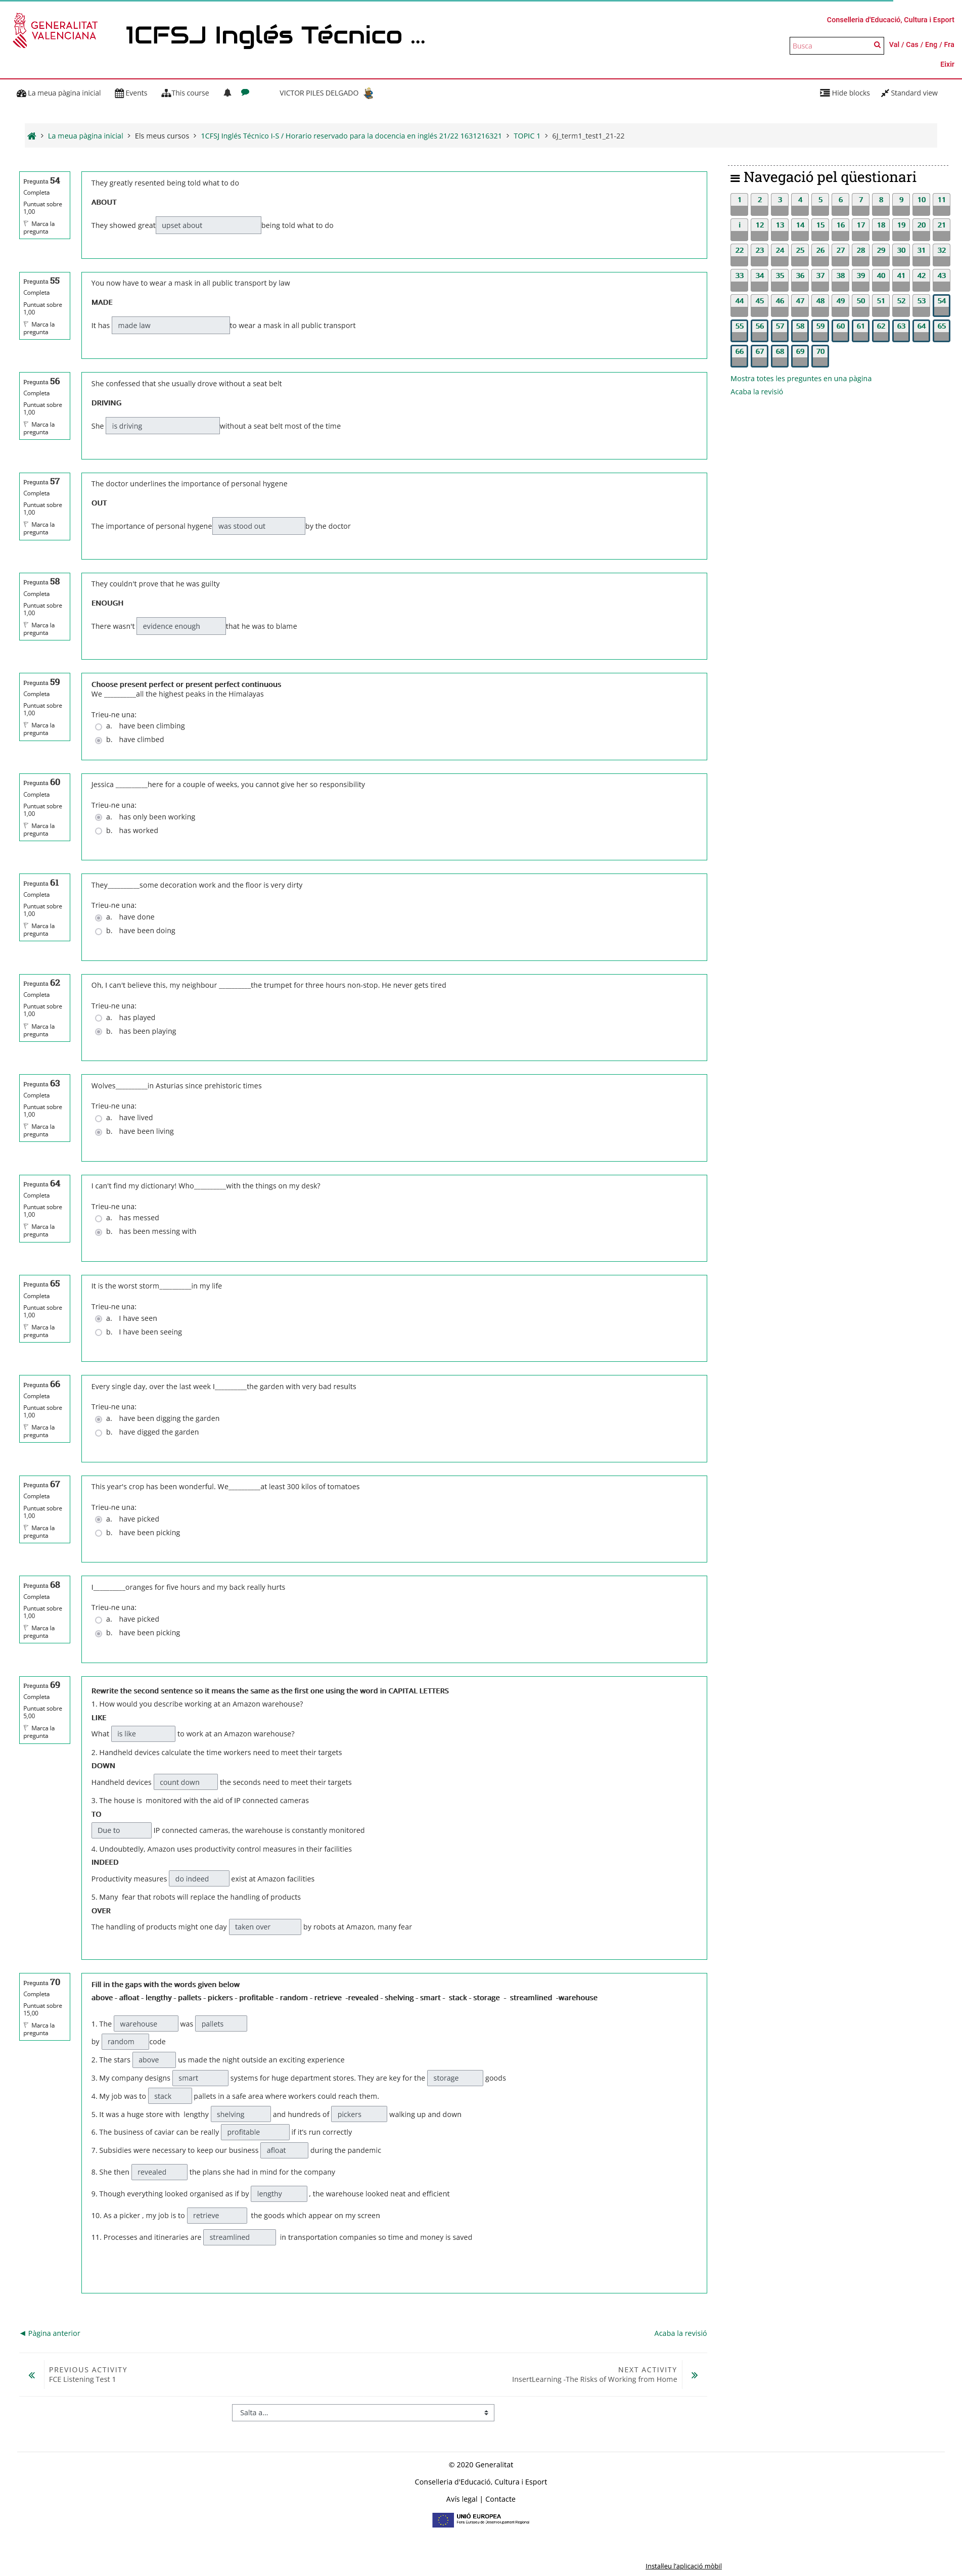 GENERALITAT
VALENCIANA
1CFSJ Inglés Técnico ...
Conselleria d'Educació, Cultura i Esport
Busca
Val / Cas / Eng / Fra
Eixir
La meua pàgina inicial Events This course VICTOR PILES DELGADO Hide blocks Standard view
La meua pàgina inicial > Els meus cursos > 1CFSJ Inglés Técnico I-S / Horario reservado para la docencia en inglés 21/22 1631216321 > TOPIC 1 > 6J_term1_test1_21-22
Pregunta 54
Completa
Puntuat sobre
1,00
Marca la
pregunta
They greatly resented being told what to do
ABOUT
They showed great upset about being told what to do
Pregunta 55
Completa
Puntuat sobre
1,00
Marca la
pregunta
You now have to wear a mask in all public transport by law
MADE
It has made law to wear a mask in all public transport
Pregunta 56
Completa
Puntuat sobre
1,00
Marca la
pregunta
She confessed that she usually drove without a seat belt
DRIVING
She is driving without a seat belt most of the time
Pregunta 57
Completa
Puntuat sobre
1,00
Marca la
pregunta
The doctor underlines the importance of personal hygene
OUT
The importance of personal hygene was stood out by the doctor
Pregunta 58
Completa
Puntuat sobre
1,00
Marca la
pregunta
They couldn't prove that he was guilty
ENOUGH
There wasn't evidence enough that he was to blame
Pregunta 59
Completa
Puntuat sobre
1,00
Marca la
pregunta
Choose present perfect or present perfect continuous
We __________all the highest peaks in the Himalayas
Trieu-ne una:
a. have been climbing
b. have climbed
Pregunta 60
Completa
Puntuat sobre
1,00
Marca la
pregunta
Jessica __________here for a couple of weeks, you cannot give her so responsibility
Trieu-ne una:
a. has only been working
b. has worked
Pregunta 61
Completa
Puntuat sobre
1,00
Marca la
pregunta
They__________some decoration work and the floor is very dirty
Trieu-ne una:
a. have done
b. have been doing
Pregunta 62
Completa
Puntuat sobre
1,00
Marca la
pregunta
Oh, I can't believe this, my neighbour __________the trumpet for three hours non-stop. He never gets tired
Trieu-ne una:
a. has played
b. has been playing
Pregunta 63
Completa
Puntuat sobre
1,00
Marca la
pregunta
Wolves__________in Asturias since prehistoric times
Trieu-ne una:
a. have lived
b. have been living
Pregunta 64
Completa
Puntuat sobre
1,00
Marca la
pregunta
I can't find my dictionary! Who__________with the things on my desk?
Trieu-ne una:
a. has messed
b. has been messing with
Pregunta 65
Completa
Puntuat sobre
1,00
Marca la
pregunta
It is the worst storm__________in my life
Trieu-ne una:
a. I have seen
b. I have been seeing
Pregunta 66
Completa
Puntuat sobre
1,00
Marca la
pregunta
Every single day, over the last week I__________the garden with very bad results
Trieu-ne una:
a. have been digging the garden
b. have digged the garden
Pregunta 67
Completa
Puntuat sobre
1,00
Marca la
pregunta
This year's crop has been wonderful. We__________at least 300 kilos of tomatoes
Trieu-ne una:
a. have picked
b. have been picking
Pregunta 68
Completa
Puntuat sobre
1,00
Marca la
pregunta
I__________oranges for five hours and my back really hurts
Trieu-ne una:
a. have picked
b. have been picking
Pregunta 69
Completa
Puntuat sobre
5,00
Marca la
pregunta
Rewrite the second sentence so it means the same as the first one using the word in CAPITAL LETTERS
1. How would you describe working at an Amazon warehouse?
LIKE
What is like to work at an Amazon warehouse?
2. Handheld devices calculate the time workers need to meet their targets
DOWN
Handheld devices count down the seconds need to meet their targets
3. The house is monitored with the aid of IP connected cameras
TO
Due to IP connected cameras, the warehouse is constantly monitored
4. Undoubtedly, Amazon uses productivity control measures in their facilities
INDEED
Productivity measures do indeed exist at Amazon facilities
5. Many fear that robots will replace the handling of products
OVER
The handling of products might one day taken over by robots at Amazon, many fear
Pregunta 70
Completa
Puntuat sobre
15,00
Marca la
pregunta
Fill in the gaps with the words given below
above - afloat - lengthy - pallets - pickers - profitable - random - retrieve -revealed - shelving - smart - stack - storage - streamlined -warehouse
1. The warehouse was pallets
by random code
2. The stars above us made the night outside an exciting experience
3. My company designs smart systems for huge department stores. They are key for the storage goods
4. My job was to stack pallets in a safe area where workers could reach them.
5. It was a huge store with lengthy shelving and hundreds of pickers walking up and down
6. The business of caviar can be really profitable if it's run correctly
7. Subsidies were necessary to keep our business afloat during the pandemic
8. She then revealed the plans she had in mind for the company
9. Though everything looked organised as if by lengthy , the warehouse looked neat and efficient
10. As a picker , my job is to retrieve the goods which appear on my screen
11. Processes and itineraries are streamlined in transportation companies so time and money is saved
Navegació pel qüestionari
1 2 3 4 5 6 7 8 9 10 11
i 12 13 14 15 16 17 18 19 20 21
22 23 24 25 26 27 28 29 30 31 32
33 34 35 36 37 38 39 40 41 42 43
44 45 46 47 48 49 50 51 52 53 54
55 56 57 58 59 60 61 62 63 64 65
66 67 68 69 70
Mostra totes les preguntes en una pàgina
Acaba la revisió
◄ Pàgina anterior
Acaba la revisió
PREVIOUS ACTIVITY
FCE Listening Test 1
NEXT ACTIVITY
InsertLearning -The Risks of Working from Home
Salta a...
© 2020 Generalitat
Conselleria d'Educació, Cultura i Esport
Avís legal | Contacte
UNIÓ EUROPEA
Fons Europeu de Desenvolupament Regional
Instal·leu l'aplicació mòbil